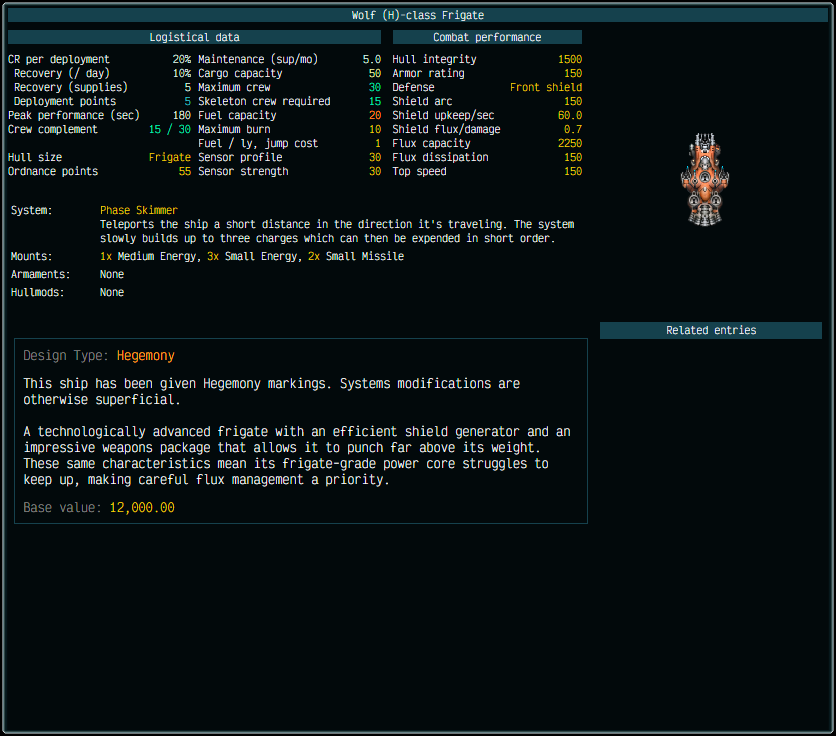 Wolf (H)-class Frigate
Logistical data
CR per deployment 20% Maintenance (sup/mo) 5.0
Recovery (/ day) 10% Cargo capacity 50
Recovery (supplies) 5 Maximum crew 30
Deployment points 5 Skeleton crew required 15
Peak performance (sec) 180 Fuel capacity 20
Crew complement 15 / 30 Maximum burn 10
Fuel / ly, jump cost 1
Hull size Frigate Sensor profile 30
Ordnance points 55 Sensor strength 30
Combat performance
Hull integrity 1500
Armor rating 150
Defense Front shield
Shield arc 150
Shield upkeep/sec 60.0
Shield flux/damage 0.7
Flux capacity 2250
Flux dissipation 150
Top speed 150
System: Phase Skimmer
Teleports the ship a short distance in the direction it's traveling. The system
slowly builds up to three charges which can then be expended in short order.
Mounts: 1x Medium Energy, 3x Small Energy, 2x Small Missile
Armaments: None
Hullmods: None
Related entries
Design Type: Hegemony
This ship has been given Hegemony markings. Systems modifications are
otherwise superficial.
A technologically advanced frigate with an efficient shield generator and an
impressive weapons package that allows it to punch far above its weight.
These same characteristics mean its frigate-grade power core struggles to
keep up, making careful flux management a priority.
Base value: 12,000.00